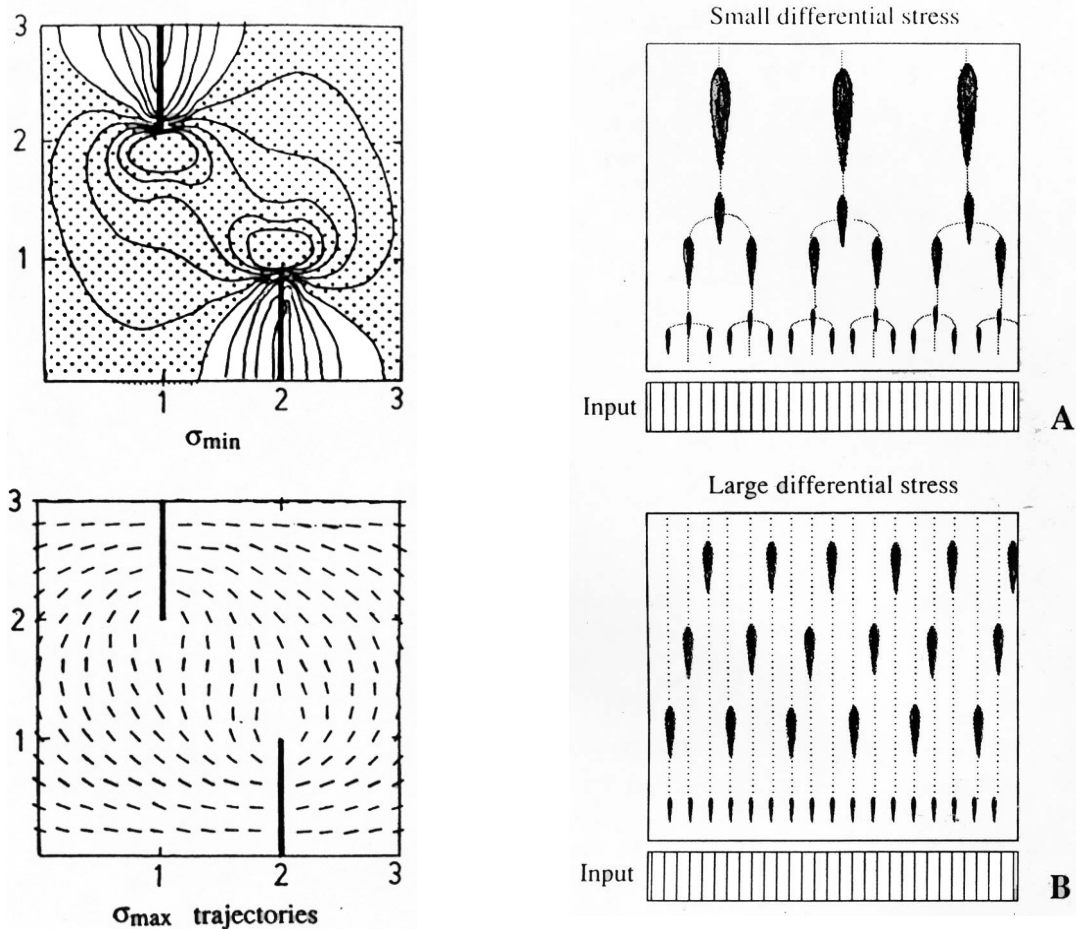 3
2
1
1 2 3
σmin
3
2
1
1 2 3
σmax trajectories
Small differential stress
Input
A
Large differential stress
Input
B